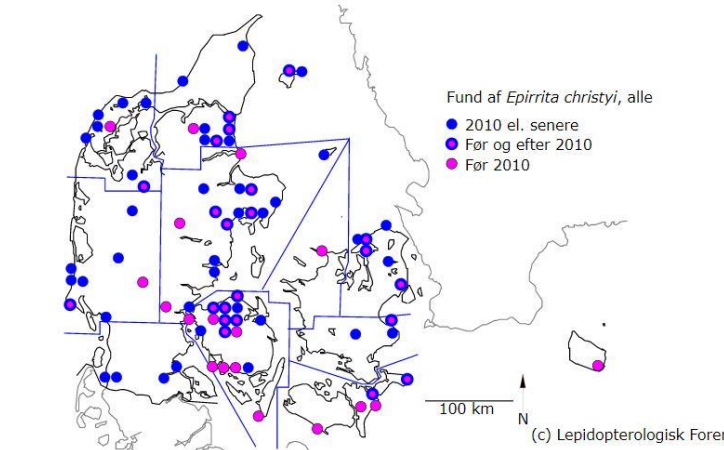 Fund af Epirrita christyi, alle
2010 el. senere
Før og efter 2010
Før 2010
100 km
N
(c) Lepidopterologisk Foren